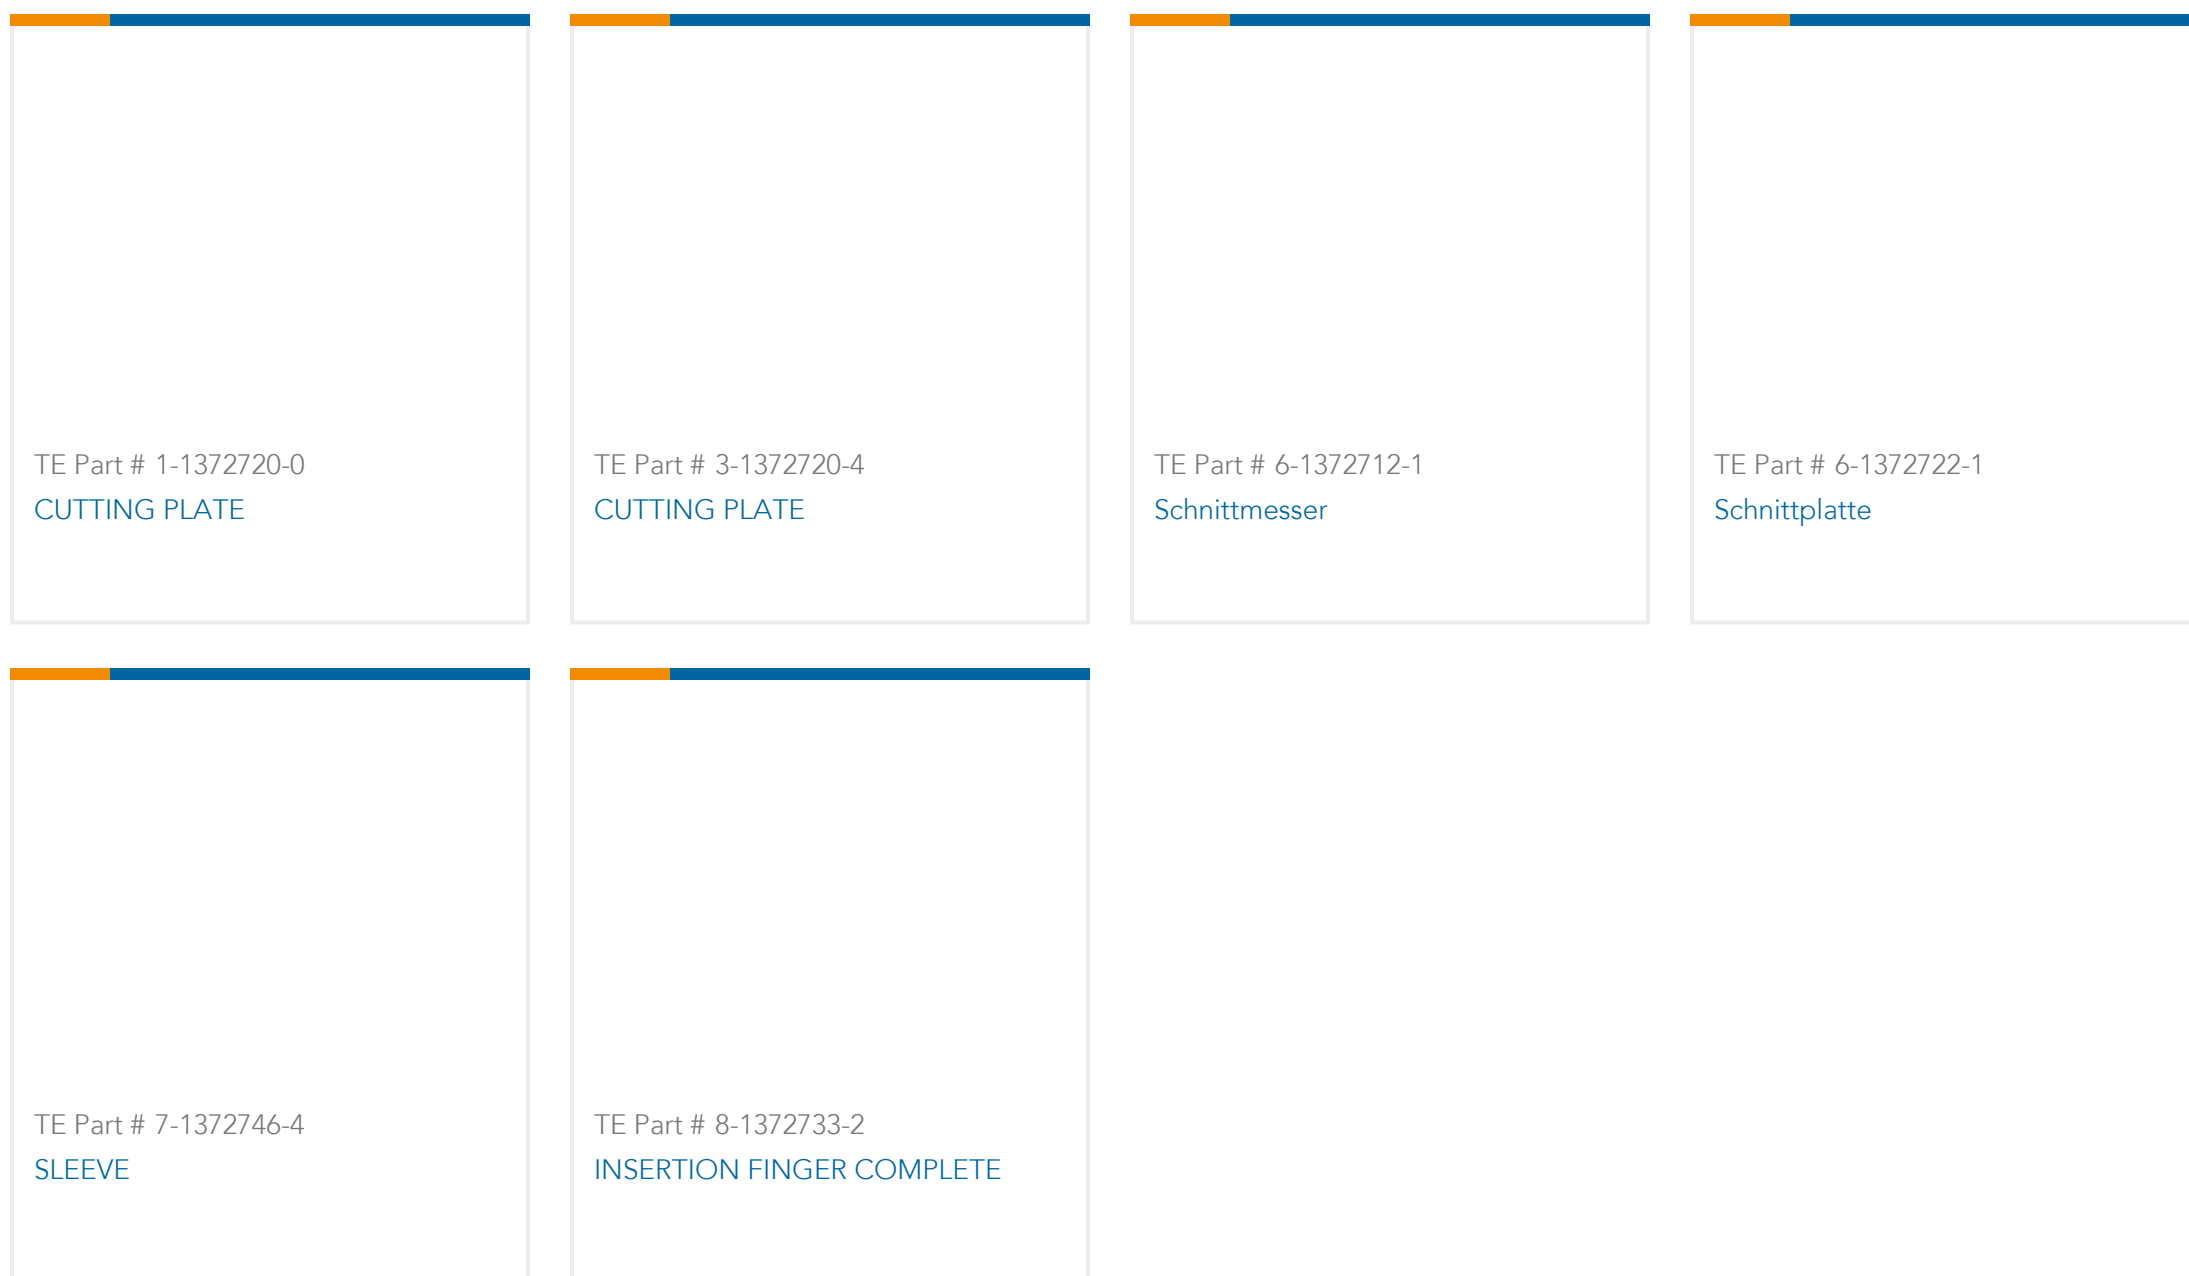 TE Part # 1-1372720-0
CUTTING PLATE
TE Part # 3-1372720-4
CUTTING PLATE
TE Part # 6-1372712-1
Schnittmesser
TE Part # 6-1372722-1
Schnittplatte
TE Part # 7-1372746-4
SLEEVE
TE Part # 8-1372733-2
INSERTION FINGER COMPLETE